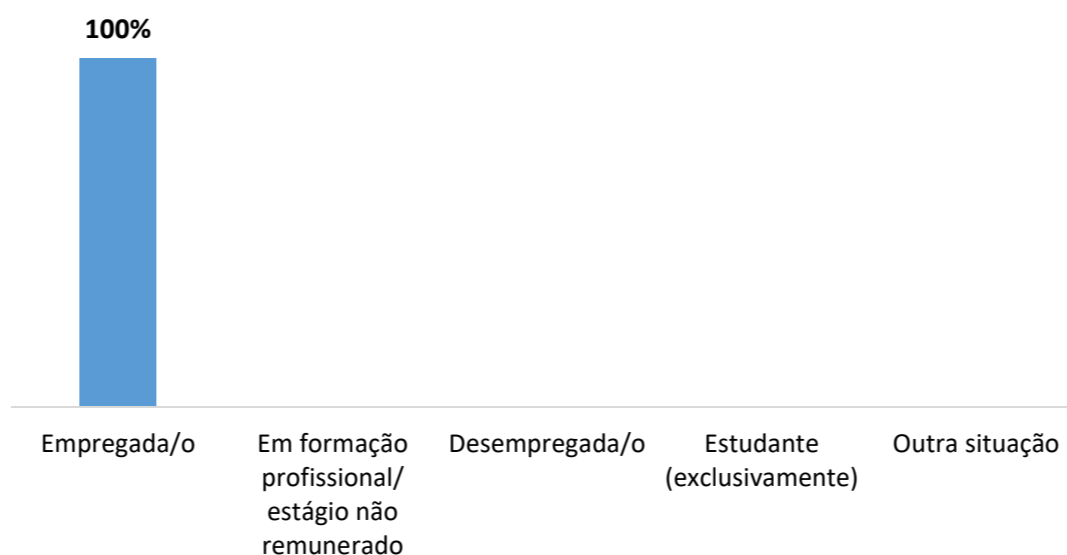 100%
Empregada/o
Em formação
profissional/
estágio não
remunerado
Desempregada/o
Estudante
(exclusivamente)
Outra situação